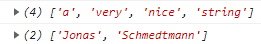 (4) ['a', 'very', 'nice', 'string']
(2) ['Jonas', 'Schmedtmann']